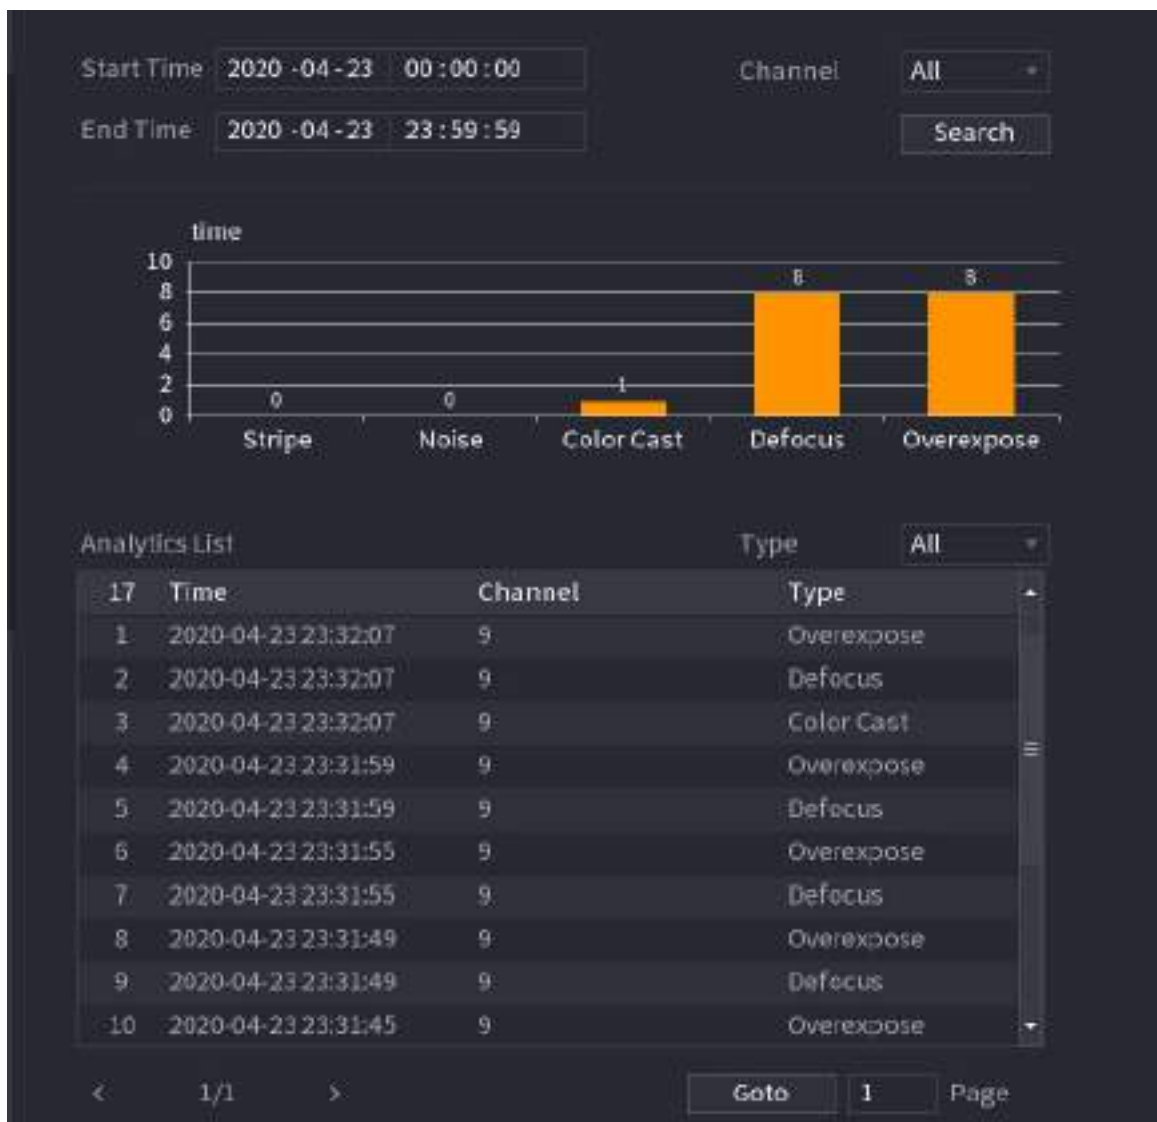 Start Time 2020 -04-23 00:00:00 Channel All
End Time 2020 -04-23 23:59:59 Search
time
10
8
6
4
2
0
0 0 1 8 8
Stripe Noise Color Cast Defocus Overexpose
Analytics List Type All
17 Time Channel Type
1 2020-04-23 23:32:07 9 Overexpose
2 2020-04-23 23:32:07 9 Defocus
3 2020-04-23 23:32:07 9 Color Cast
4 2020-04-23 23:31:59 9 Overexpose
5 2020-04-23 23:31:59 9 Defocus
6 2020-04-23 23:31:55 9 Overexpose
7 2020-04-23 23:31:55 9 Defocus
8 2020-04-23 23:31:49 9 Overexpose
9 2020-04-23 23:31:49 9 Defocus
10 2020-04-23 23:31:45 9 Overexpose
< 1/1 > Goto 1 Page